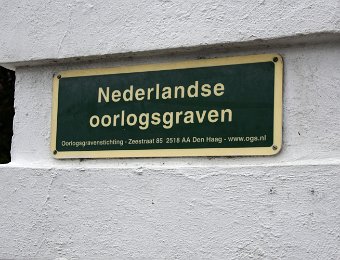 Nederlandse
oorlogsgraven
Oorlogsgravenstichting - Zeestraat 85 2518 AA Den Haag - www.ogs.nl